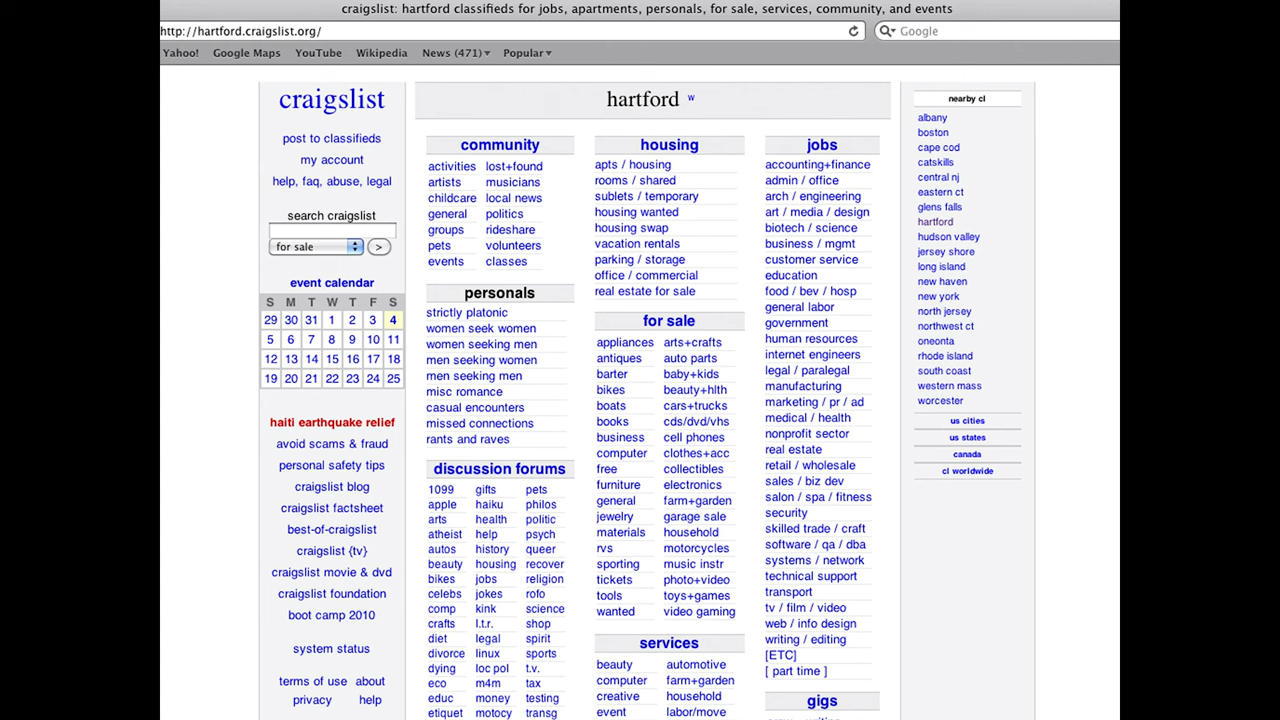 craigslist: hartford classifieds for jobs, apartments, personals, for sale, services, community, and events
http://hartford.craigslist.org/
Google
Yahoo!
Google Maps
YouTube
Wikipedia
News (471)
Popular
craigslist
post to classifieds
my account
help, faq, abuse, legal
search craigslist
for sale
>
event calendar
S M T W T F S
29 30 31 1 2 3 4
5 6 7 8 9 10 11
12 13 14 15 16 17 18
19 20 21 22 23 24 25
haiti earthquake relief
avoid scams & fraud
personal safety tips
craigslist blog
craigslist factsheet
best-of-craigslist
craigslist {tv}
craigslist movie & dvd
craigslist foundation
boot camp 2010
system status
terms of use about
privacy help
hartford w
community
activities lost+found
artists musicians
childcare local news
general politics
groups rideshare
pets volunteers
events classes
personals
strictly platonic
women seek women
women seeking men
men seeking women
men seeking men
misc romance
casual encounters
missed connections
rants and raves
discussion forums
1099 gifts pets
apple haiku philos
arts health politic
atheist help psych
autos history queer
beauty housing recover
bikes jobs religion
celebs jokes rofo
comp kink science
crafts l.t.r. shop
diet legal spirit
divorce linux sports
dying loc pol t.v.
eco m4m tax
educ money testing
etiquet motocy transg
housing
apts / housing
rooms / shared
sublets / temporary
housing wanted
housing swap
vacation rentals
parking / storage
office / commercial
real estate for sale
for sale
appliances arts+crafts
antiques auto parts
barter baby+kids
bikes beauty+hlth
boats cars+trucks
books cds/dvd/vhs
business cell phones
computer clothes+acc
free collectibles
furniture electronics
general farm+garden
jewelry garage sale
materials household
rvs motorcycles
sporting music instr
tickets photo+video
tools toys+games
wanted video gaming
services
beauty automotive
computer farm+garden
creative household
event labor/move
jobs
accounting+finance
admin / office
arch / engineering
art / media / design
biotech / science
business / mgmt
customer service
education
food / bev / hosp
general labor
government
human resources
internet engineers
legal / paralegal
manufacturing
marketing / pr / ad
medical / health
nonprofit sector
real estate
retail / wholesale
sales / biz dev
salon / spa / fitness
security
skilled trade / craft
software / qa / dba
systems / network
technical support
transport
tv / film / video
web / info design
writing / editing
[ETC]
[ part time ]
gigs
nearby cl
albany
boston
cape cod
catskills
central nj
eastern ct
glens falls
hartford
hudson valley
jersey shore
long island
new haven
new york
north jersey
northwest ct
oneonta
rhode island
south coast
western mass
worcester
us cities
us states
canada
cl worldwide